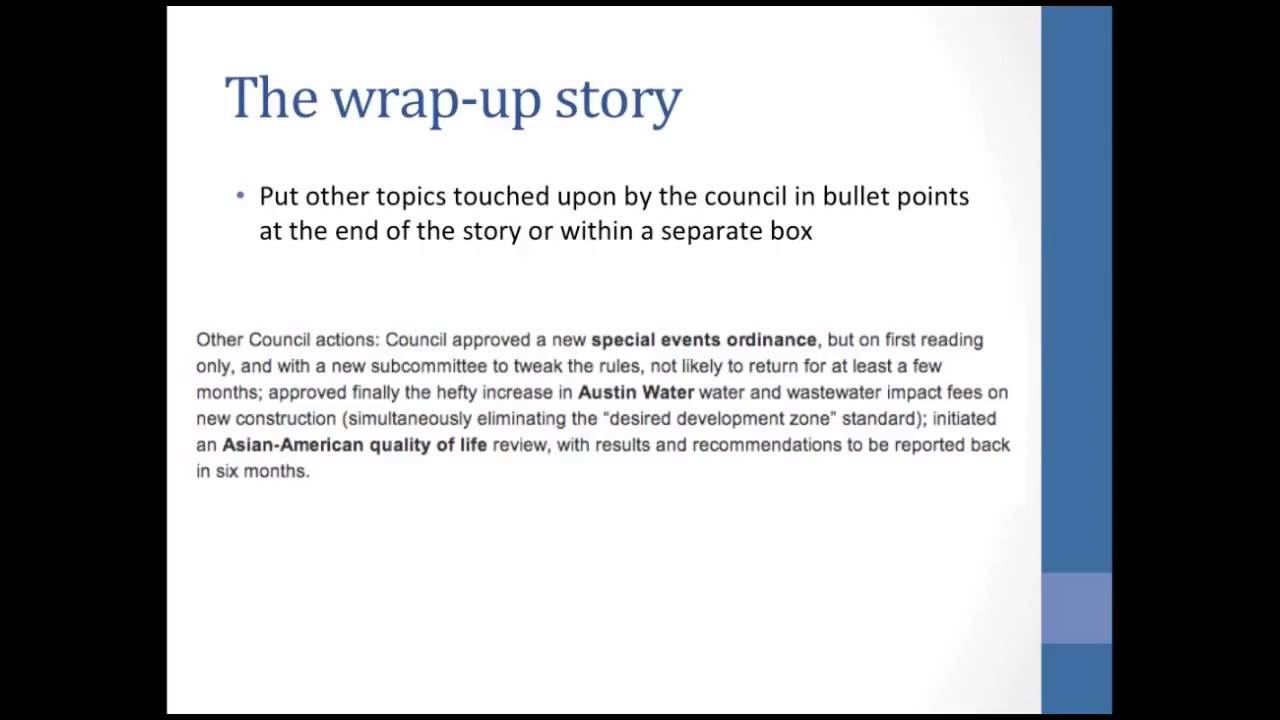 The wrap-up story
• Put other topics touched upon by the council in bullet points
at the end of the story or within a separate box
Other Council actions: Council approved a new special events ordinance, but on first reading
only, and with a new subcommittee to tweak the rules, not likely to return for at least a few
months; approved finally the hefty increase in Austin Water water and wastewater impact fees on
new construction (simultaneously eliminating the “desired development zone” standard); initiated
an Asian-American quality of life review, with results and recommendations to be reported back
in six months.